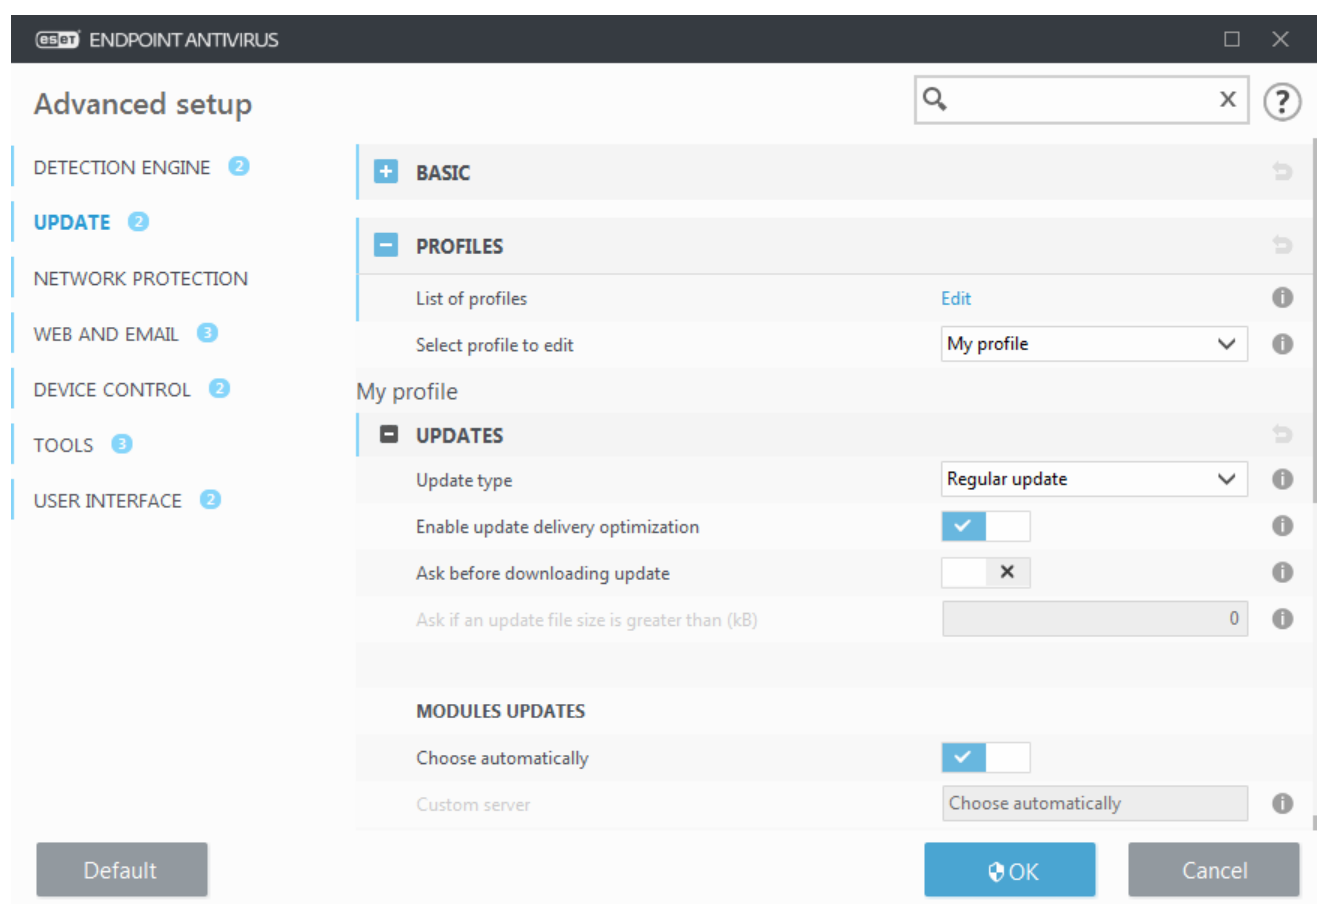 eset ENDPOINT ANTIVIRUS
Advanced setup
X
?
DETECTION ENGINE 2
UPDATE 2
NETWORK PROTECTION
WEB AND EMAIL 3
DEVICE CONTROL 2
TOOLS 3
USER INTERFACE 2
BASIC
PROFILES
List of profiles Edit
Select profile to edit My profile
My profile
UPDATES
Update type Regular update
Enable update delivery optimization
Ask before downloading update
Ask if an update file size is greater than (kB) 0
MODULES UPDATES
Choose automatically
Custom server Choose automatically
Default OK Cancel